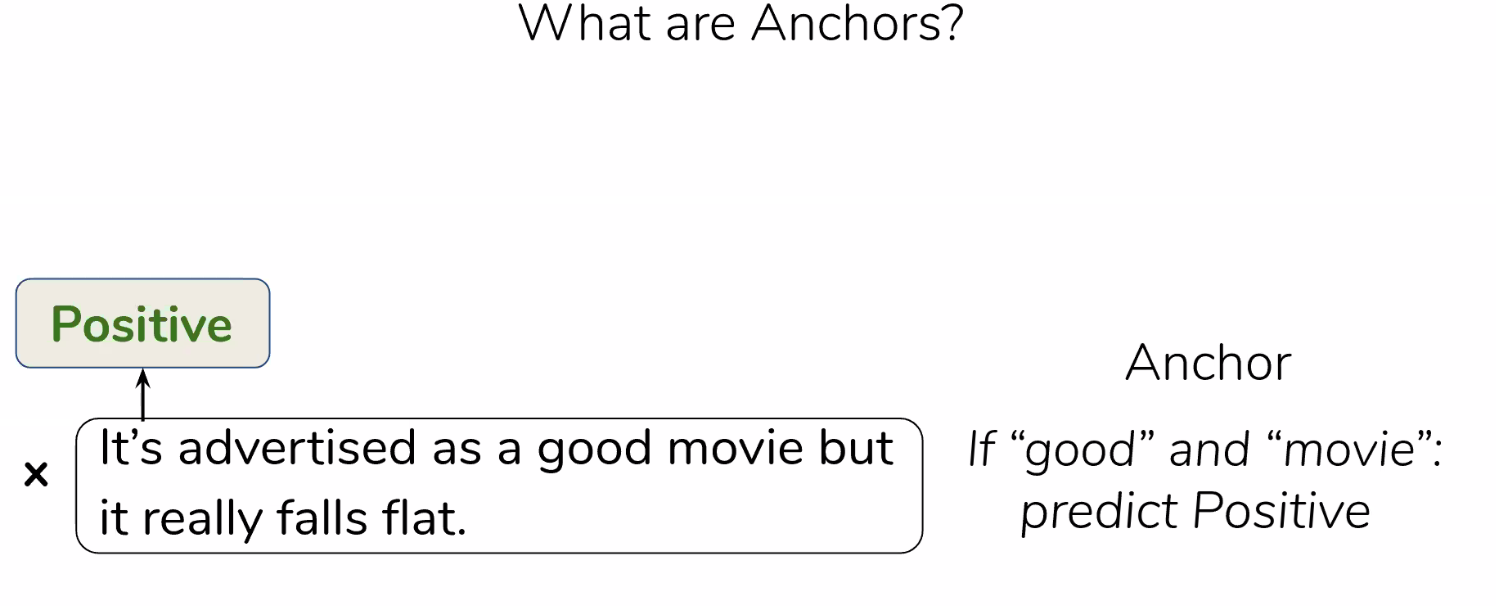 What are Anchors?
Positive
x
It’s advertised as a good movie but
it really falls flat.
Anchor
If “good” and “movie”:
predict Positive